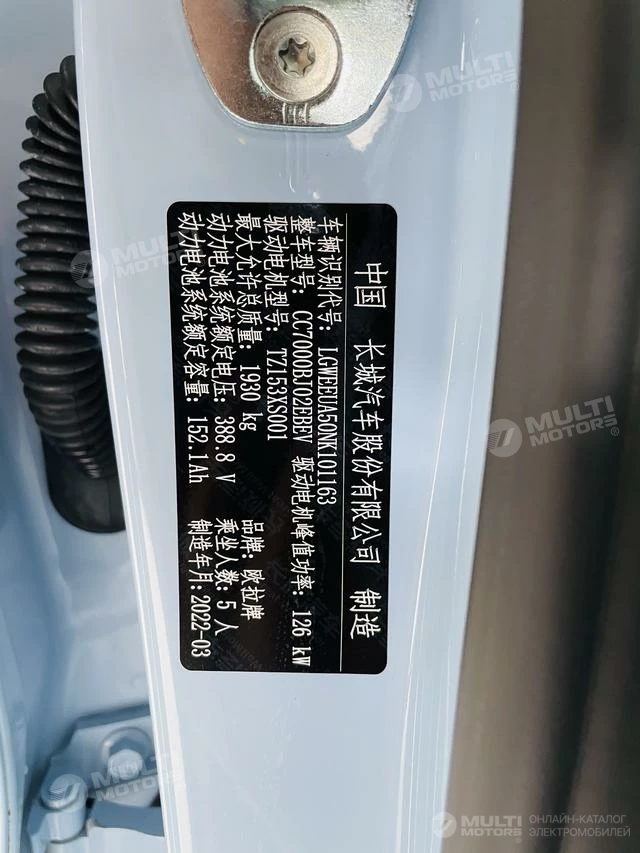 中国 长城汽车股份有限公司 制造
车辆识别代号: LGWEEUA50NK101163
整车型号: CC7000BJ02EBEV 驱动电机峰值功率: 126 kW
驱动电机型号: TZ153XS001 品牌: 欧拉牌
最大允许总质量: 1930 kg 乘坐人数: 5 人
动力电池系统额定电压: 388.8 V 制造年月: 2022-03
动力电池系统额定容量: 152.1Ah
MULTI MOTORS
MULTI MOTORS
MULTI MOTORS
MULTI MOTORS
MULTI MOTORS ОНЛАЙН-КАТАЛОГ
ЭЛЕКТРОМОБИЛЕЙ